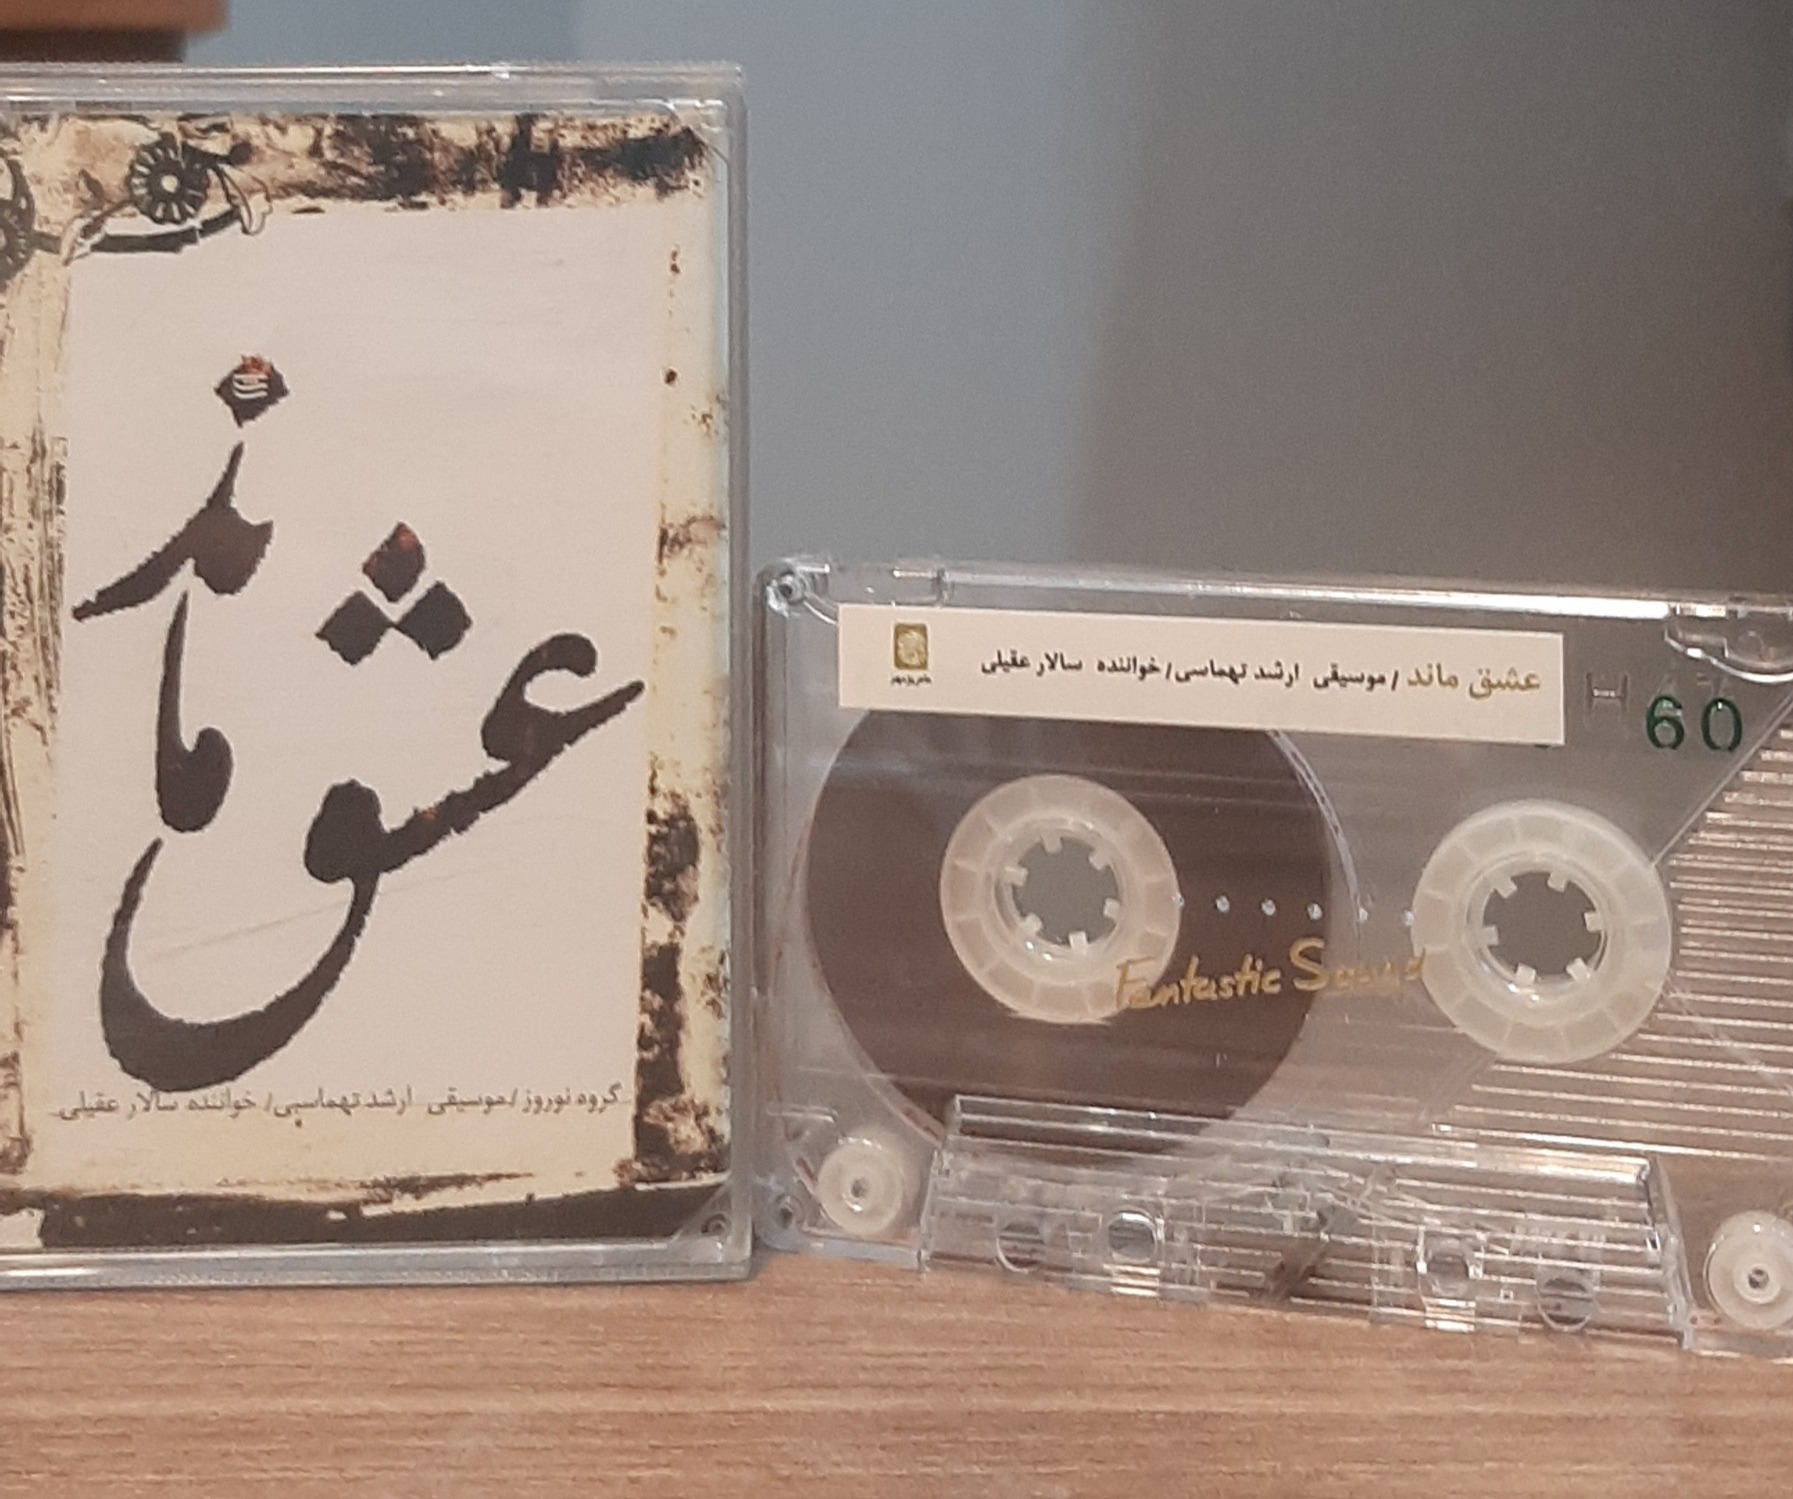 عشق
ماند
گروه نوروز/موسیقی ارشد تهماسبی/خواننده سالار عقیلی
عشق ماند/موسیقی ارشد تهماسبی/خواننده سالار عقیلی
60
Fantastic Sound